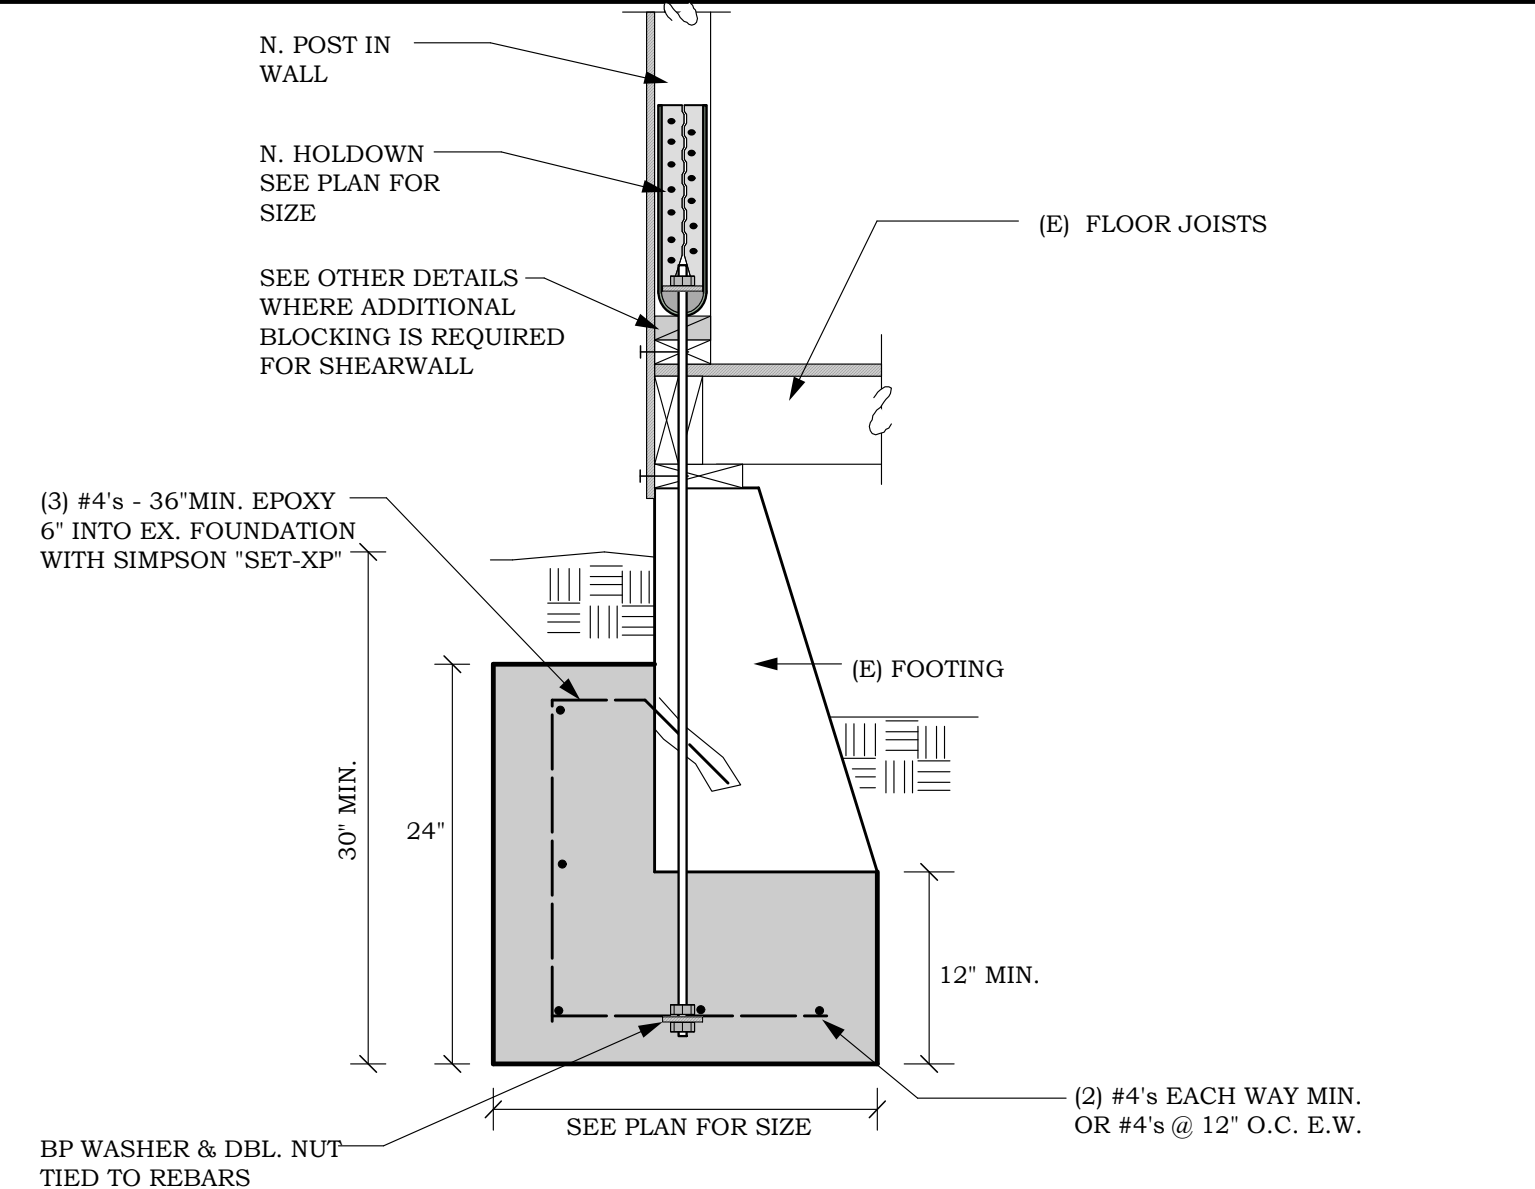 N. POST IN
WALL
N. HOLDOWN
SEE PLAN FOR
SIZE
(E)  FLOOR JOISTS
SEE OTHER DETAILS
WHERE ADDITIONAL
BLOCKING IS REQUIRED
FOR SHEARWALL
(3) #4's - 36"MIN. EPOXY
6" INTO EX. FOUNDATION
WITH SIMPSON "SET-XP"
(E) FOOTING
30" MIN.
24"
12" MIN.
(2) #4's EACH WAY MIN.
OR #4's @ 12" O.C. E.W.
SEE PLAN FOR SIZE
BP WASHER & DBL. NUT
TIED TO REBARS